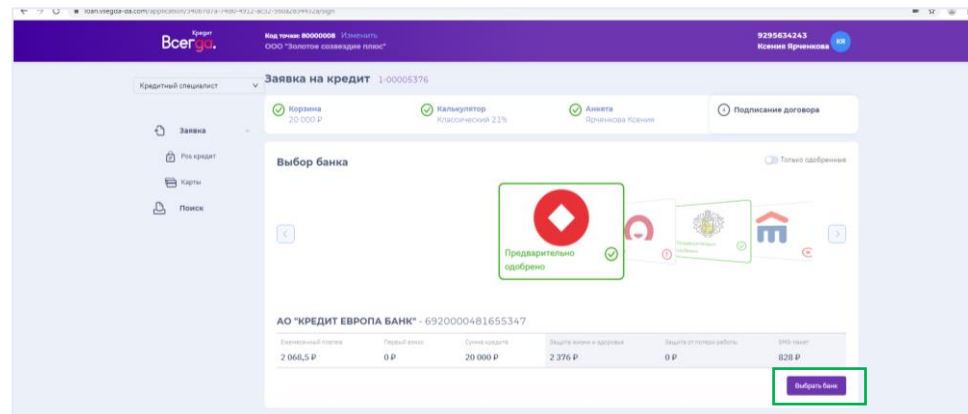 Кредит
Всегда.
Код точки: 80000008 Изменить
ООО "Золотое созвездие плюс"
9295634243
Ксения Ярченкова
КЯ
Кредитный специалист
Заявка
Pos кредит
Карты
Поиск
Заявка на кредит 1-00005376
Корзина
20 000 ₽
Калькулятор
Классический 21%
Анкета
Ярченкова Ксения
Подписание договора
Выбор банка
Только одобренные
Предварительно
одобрено
АО "КРЕДИТ ЕВРОПА БАНК" - 6920000481655347
Ежемесячный платеж
Первый взнос
Сумма кредита
Защита жизни и здоровья
Защита от потери работы
SMS-пакет
2 068,5 ₽
0 ₽
20 000 ₽
2 376 ₽
0 ₽
828 ₽
Выбрать банк